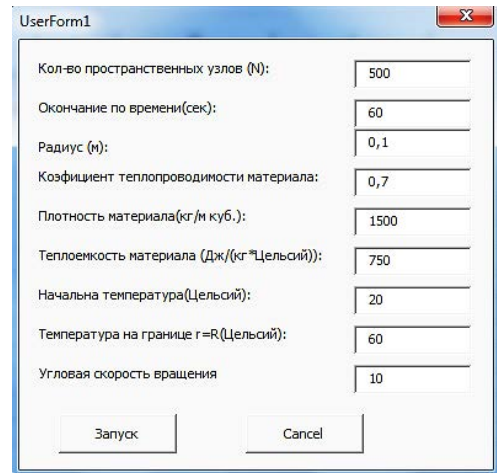 UserForm1
Кол-во пространственных узлов (N): 500
Окончание по времени(сек): 60
Радиус (м): 0,1
Коэфициент теплопроводимости материала: 0,7
Плотность материала(кг/м куб.): 1500
Теплоемкость материала (Дж/(кг*Цельсий)): 750
Начальна температура(Цельсий): 20
Температура на границе r=R(Цельсий): 60
Угловая скорость вращения 10
Запуск Cancel